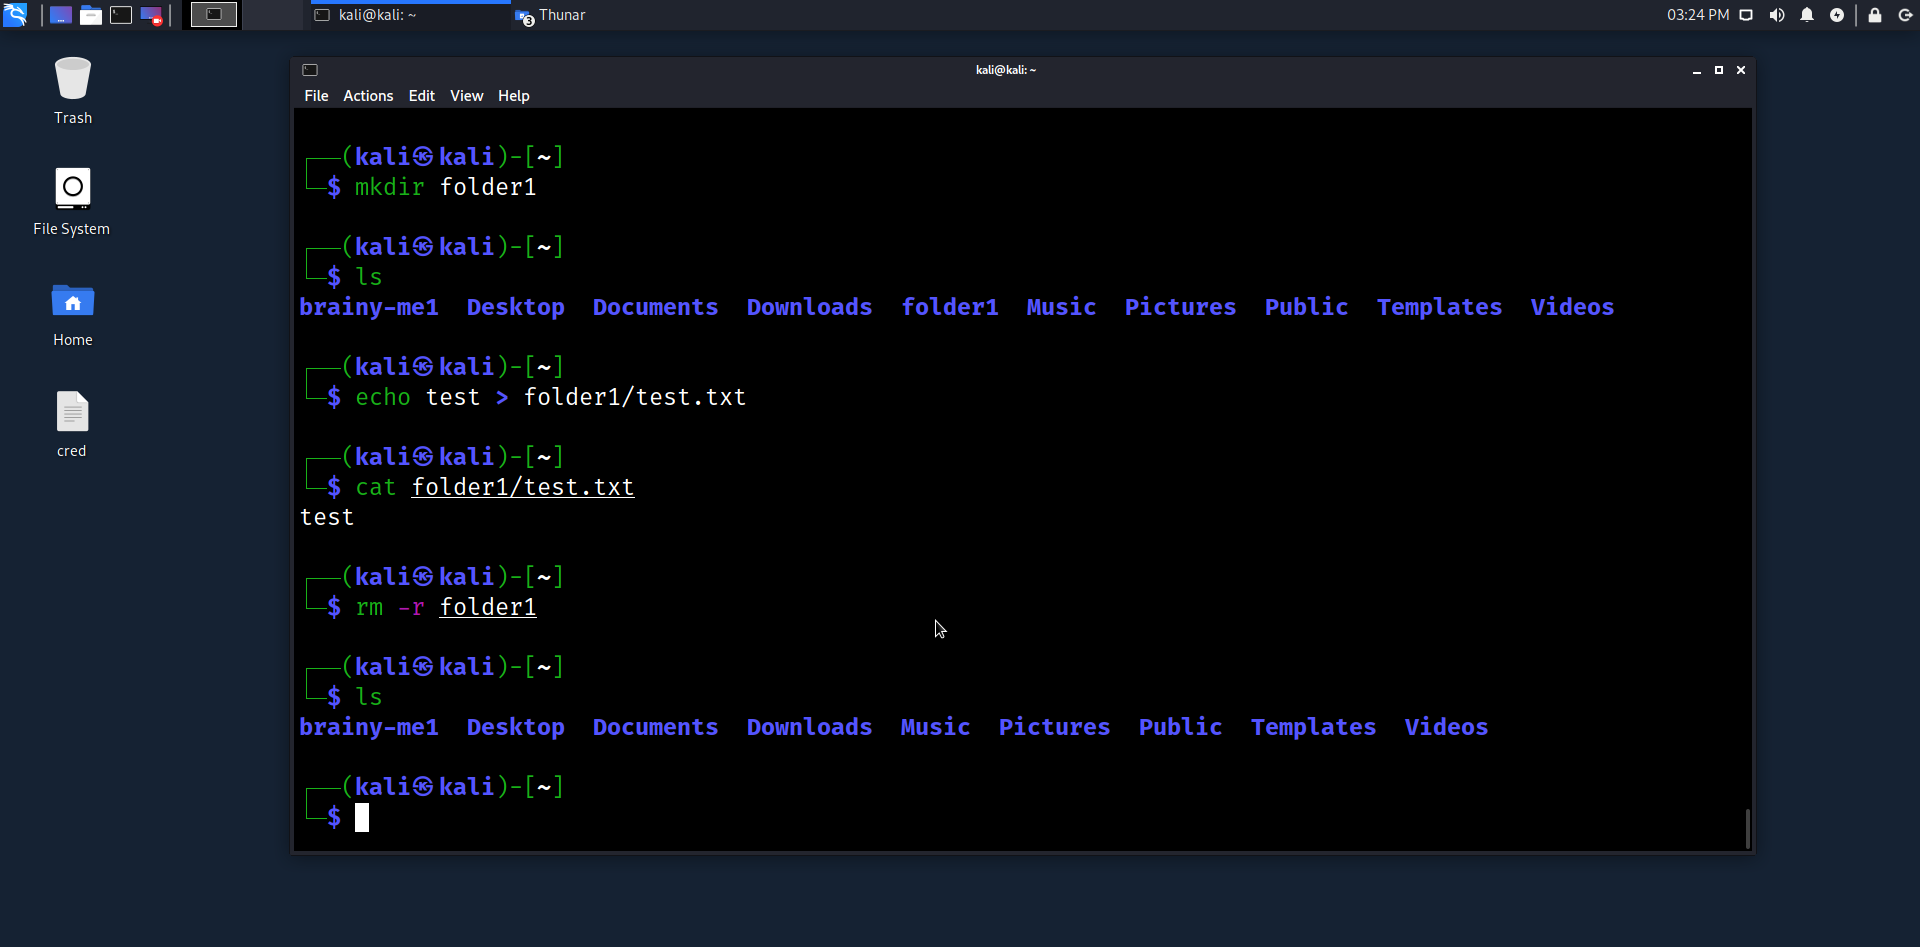 kali@kali: ~
3
Thunar
03:24 PM
Trash
File System
Home
cred
kali@kali: ~
File Actions Edit View Help
(kali㉿kali)-[~]
$ mkdir folder1
(kali㉿kali)-[~]
$ ls
brainy-me1 Desktop Documents Downloads folder1 Music Pictures Public Templates Videos
(kali㉿kali)-[~]
$ echo test > folder1/test.txt
(kali㉿kali)-[~]
$ cat folder1/test.txt
test
(kali㉿kali)-[~]
$ rm -r folder1
(kali㉿kali)-[~]
$ ls
brainy-me1 Desktop Documents Downloads Music Pictures Public Templates Videos
(kali㉿kali)-[~]
$